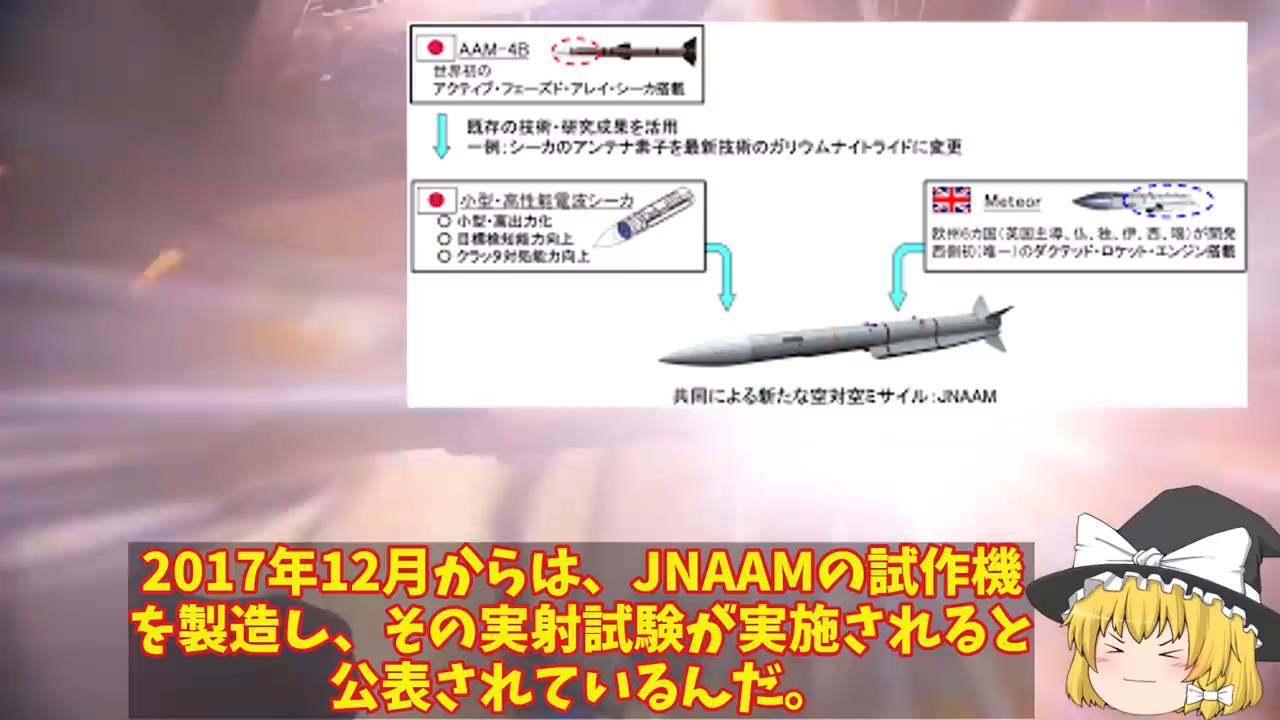 AAM-4B
世界初の
アクティブ・フェーズド・アレイ・シーカ搭載
既存の技術・研究成果を活用
一例:シーカのアンテナ素子を最新技術のガリウムナイトライドに変更
小型・高性能電波シーカ
○ 小型・高出力化
○ 目標検知能力向上
○ クラッタ対処能力向上
Meteor
欧州6カ国(英国主導、仏、独、伊、西、瑞)が開発
西側初(唯一)のダクテッド・ロケット・エンジン搭載
共同による新たな空対空ミサイル:JNAAM
2017年12月からは、JNAAMの試作機
を製造し、その実射試験が実施されると
公表されているんだ。